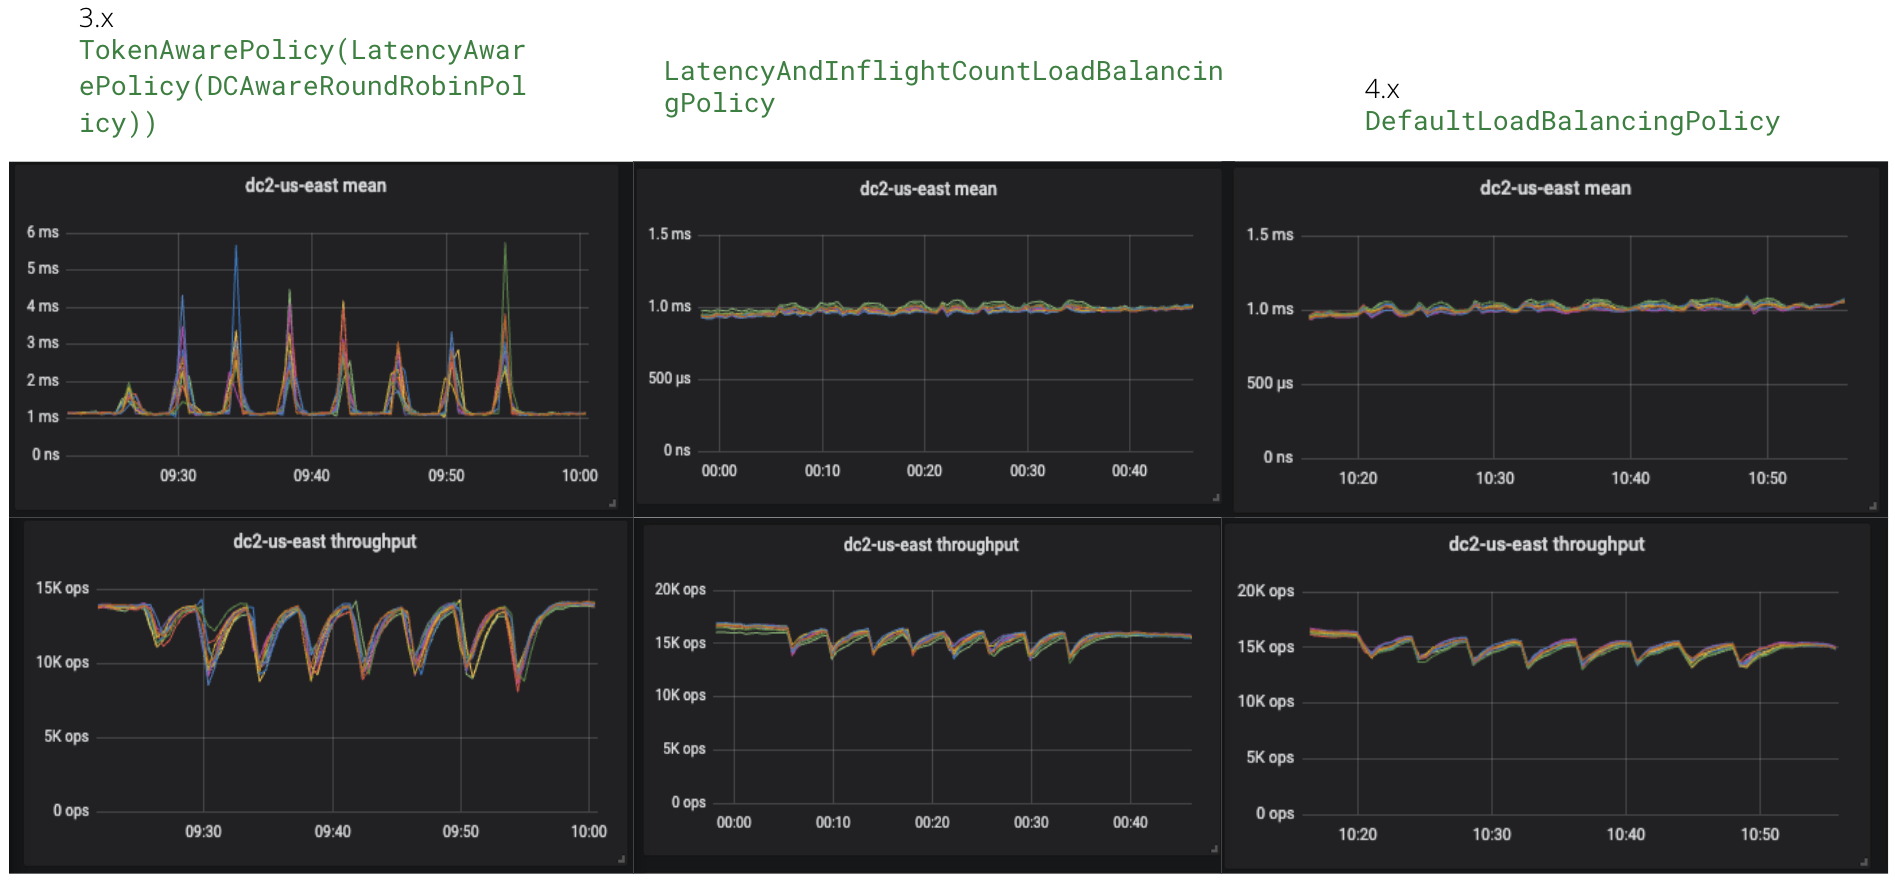 3.x
TokenAwarePolicy(LatencyAwar
ePolicy(DCAwareRoundRobinPol
icy))
LatencyAndInflightCountLoadBalancin
gPolicy
4.x
DefaultLoadBalancingPolicy
dc2-us-east mean
6 ms
5 ms
4 ms
3 ms
2 ms
1 ms
0 ns
09:30 09:40 09:50 10:00
dc2-us-east mean
1.5 ms
1.0 ms
500 µs
0 ns
00:00 00:10 00:20 00:30 00:40
dc2-us-east mean
1.5 ms
1.0 ms
500 µs
0 ns
10:20 10:30 10:40 10:50
dc2-us-east throughput
15K ops
10K ops
5K ops
0 ops
09:30 09:40 09:50 10:00
dc2-us-east throughput
20K ops
15K ops
10K ops
5K ops
0 ops
00:00 00:10 00:20 00:30 00:40
dc2-us-east throughput
20K ops
15K ops
10K ops
5K ops
0 ops
10:20 10:30 10:40 10:50